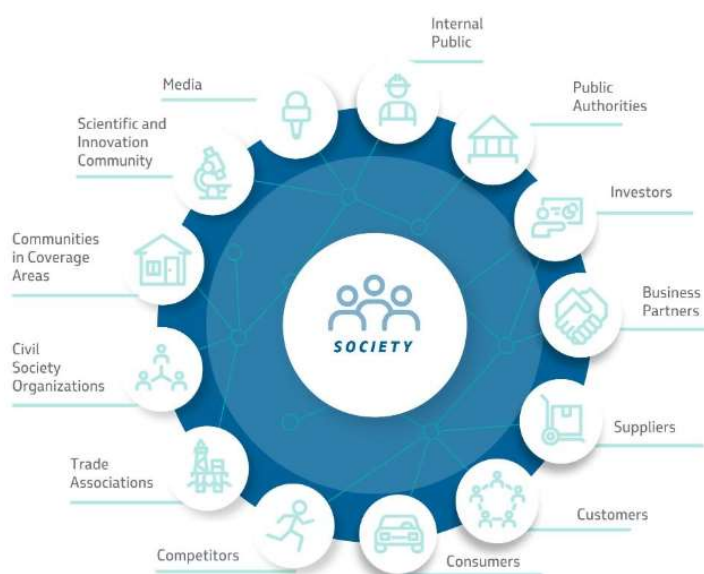 Internal
Public
Media
Public
Authorities
Scientific and
Innovation
Community
Investors
Communities
in Coverage
Areas
Business
Partners
SOCIETY
Civil
Society
Organizations
Suppliers
Trade
Associations
Customers
Competitors
Consumers